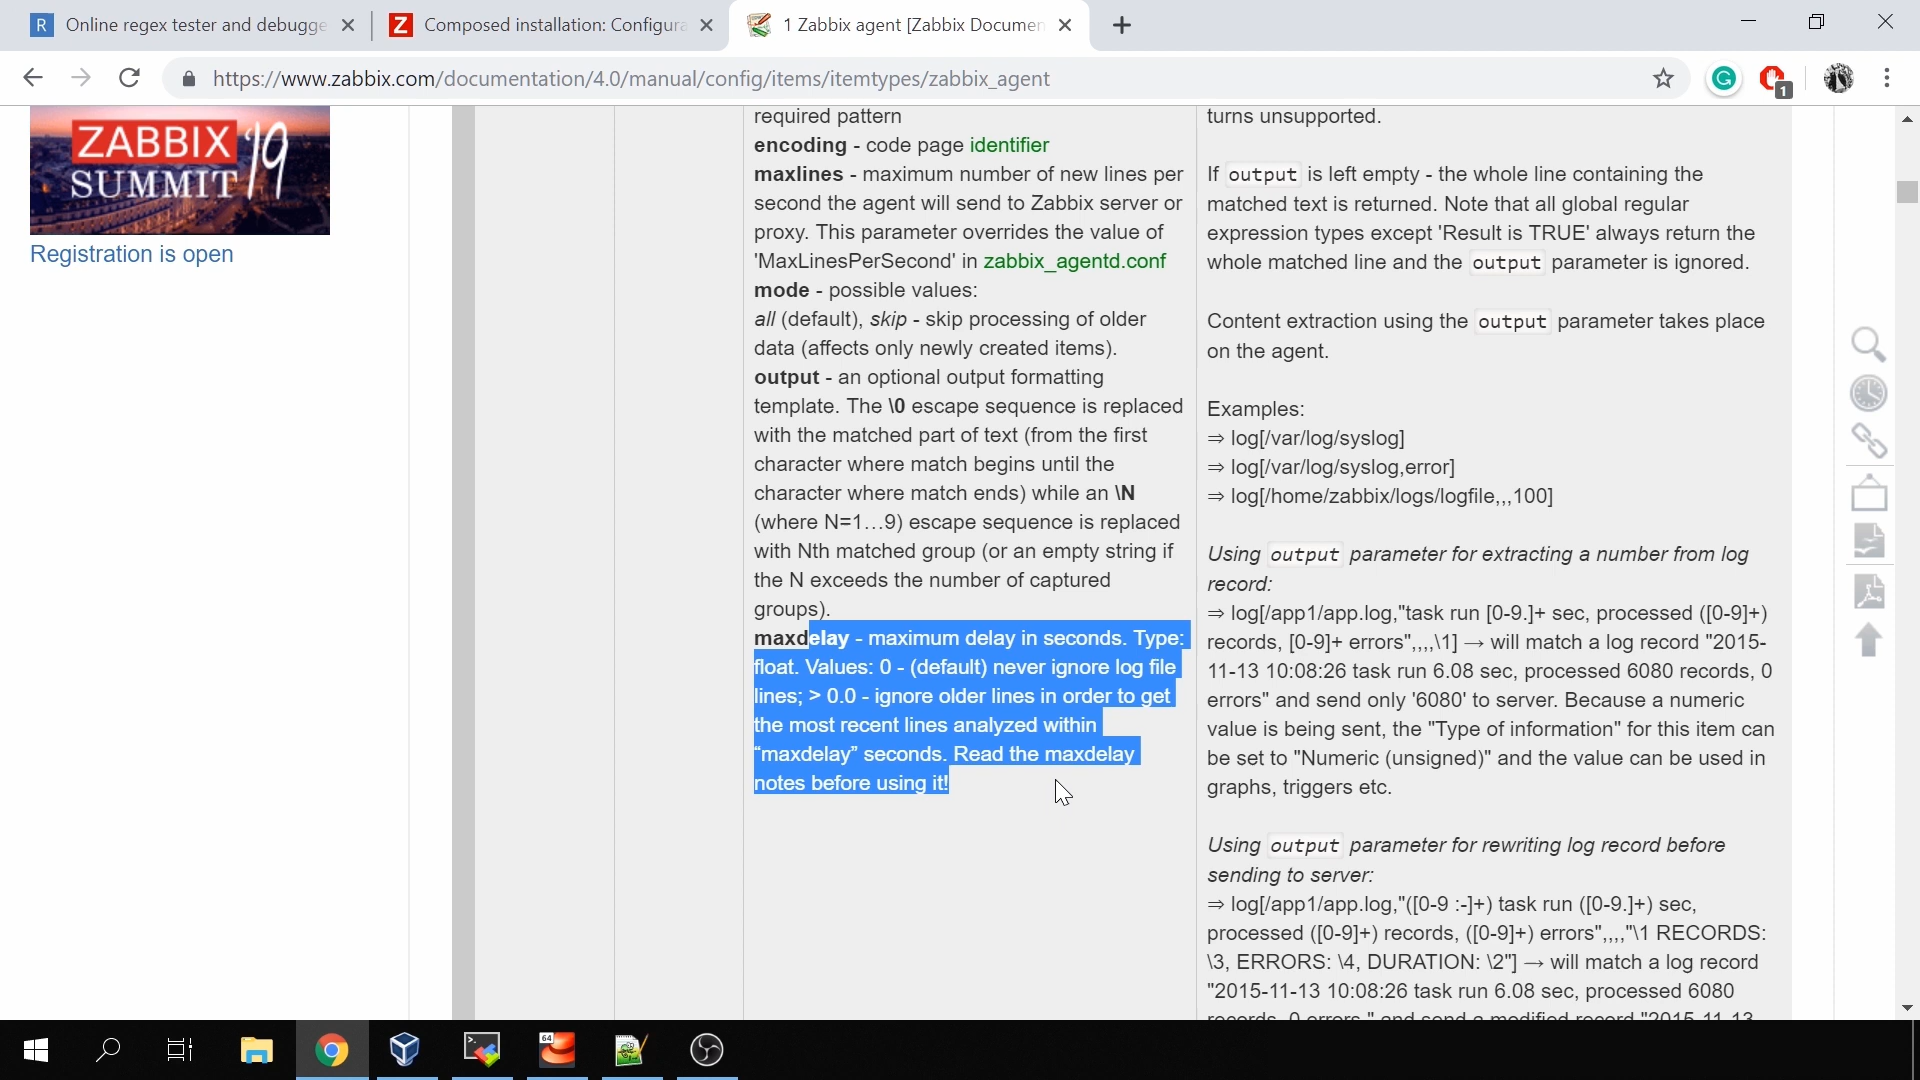 Online regex tester and debugge
Composed installation: Configura
1 Zabbix agent [Zabbix Documen
https://www.zabbix.com/documentation/4.0/manual/config/items/itemtypes/zabbix_agent
1
ZABBIX '19
SUMMIT
Registration is open
required pattern
encoding - code page identifier
maxlines - maximum number of new lines per
second the agent will send to Zabbix server or
proxy. This parameter overrides the value of
'MaxLinesPerSecond' in zabbix_agentd.conf
mode - possible values:
all (default), skip - skip processing of older
data (affects only newly created items).
output - an optional output formatting
template. The \0 escape sequence is replaced
with the matched part of text (from the first
character where match begins until the
character where match ends) while an \N
(where N=1…9) escape sequence is replaced
with Nth matched group (or an empty string if
the N exceeds the number of captured
groups).
maxdelay - maximum delay in seconds. Type:
float. Values: 0 - (default) never ignore log file
lines; > 0.0 - ignore older lines in order to get
the most recent lines analyzed within
“maxdelay” seconds. Read the maxdelay
notes before using it!
turns unsupported.
If output is left empty - the whole line containing the
matched text is returned. Note that all global regular
expression types except 'Result is TRUE' always return the
whole matched line and the output parameter is ignored.
Content extraction using the output parameter takes place
on the agent.
Examples:
⇒ log[/var/log/syslog]
⇒ log[/var/log/syslog,error]
⇒ log[/home/zabbix/logs/logfile,,,100]
Using output parameter for extracting a number from log
record:
⇒ log[/app1/app.log,"task run [0-9.]+ sec, processed ([0-9]+)
records, [0-9]+ errors",,,,\1] → will match a log record "2015-
11-13 10:08:26 task run 6.08 sec, processed 6080 records, 0
errors" and send only '6080' to server. Because a numeric
value is being sent, the "Type of information" for this item can
be set to "Numeric (unsigned)" and the value can be used in
graphs, triggers etc.
Using output parameter for rewriting log record before
sending to server:
⇒ log[/app1/app.log,"([0-9 :-]+) task run ([0-9.]+) sec,
processed ([0-9]+) records, ([0-9]+) errors",,,,"\1 RECORDS:
\3, ERRORS: \4, DURATION: \2"] → will match a log record
"2015-11-13 10:08:26 task run 6.08 sec, processed 6080
records, 0 errors " and send a modified record "2015-11-13
64